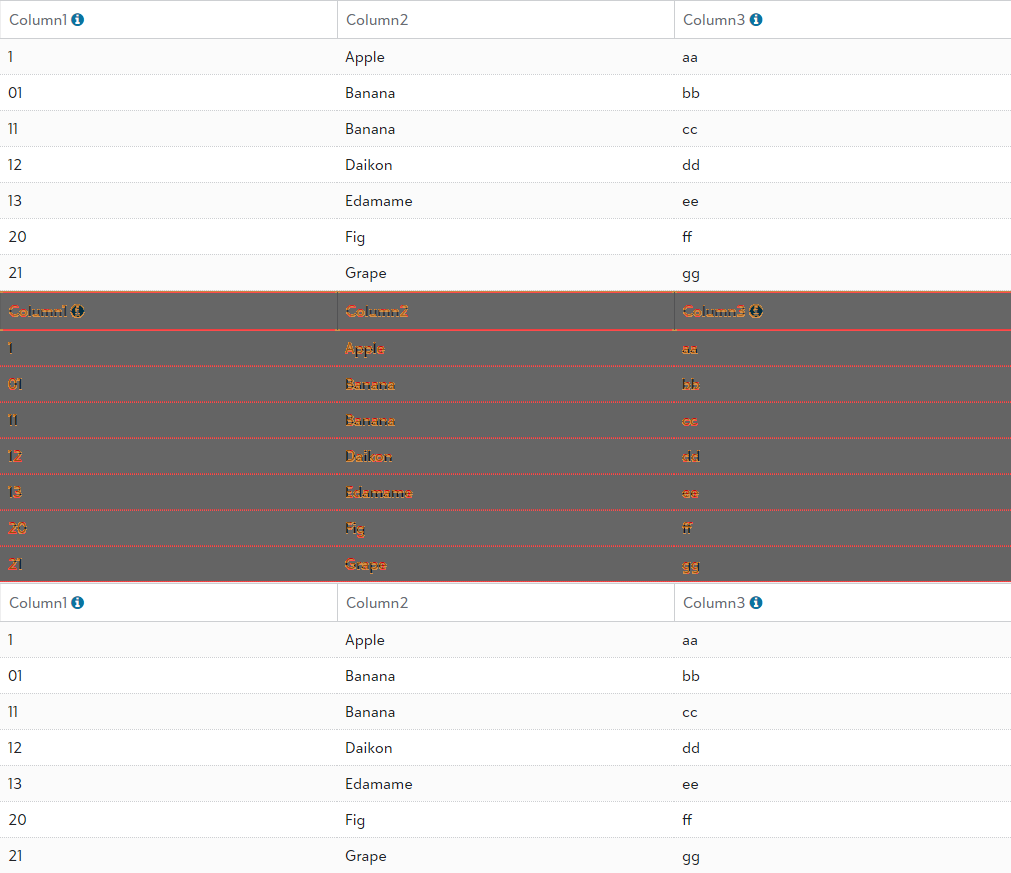 Column1 Column2 Column3
1 Apple aa
01 Banana bb
11 Banana cc
12 Daikon dd
13 Edamame ee
20 Fig ff
21 Grape gg
Column1 Column2 Column3
1 Apple aa
01 Banana bb
11 Banana cc
12 Daikon dd
13 Edamame ee
20 Fig ff
21 Grape gg
Column1 Column2 Column3
1 Apple aa
01 Banana bb
11 Banana cc
12 Daikon dd
13 Edamame ee
20 Fig ff
21 Grape gg